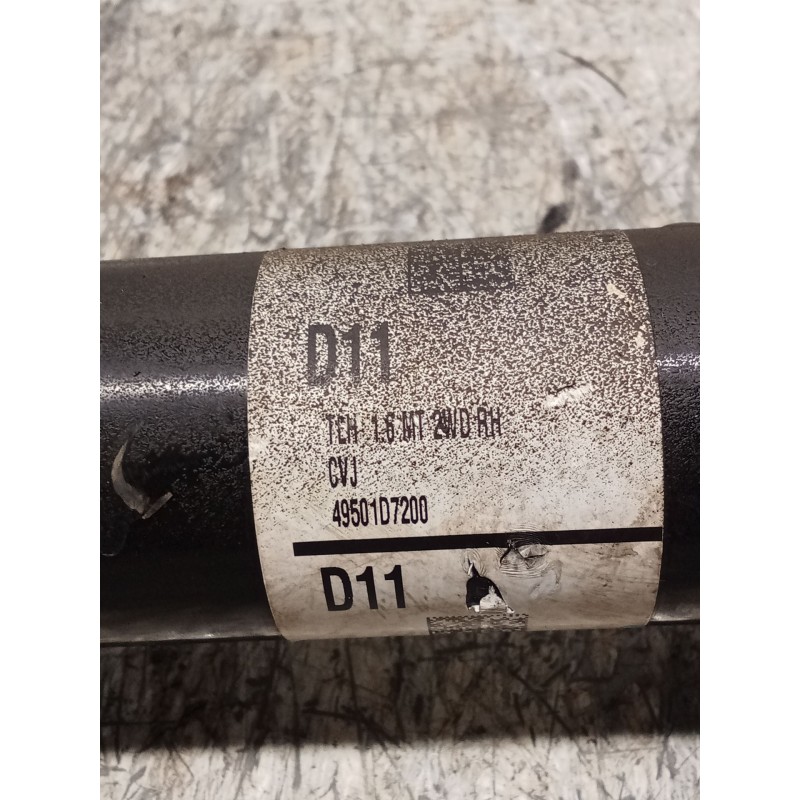 D11
TEH 1.6 MT 2WD RH
CVJ
49501D7200
D11